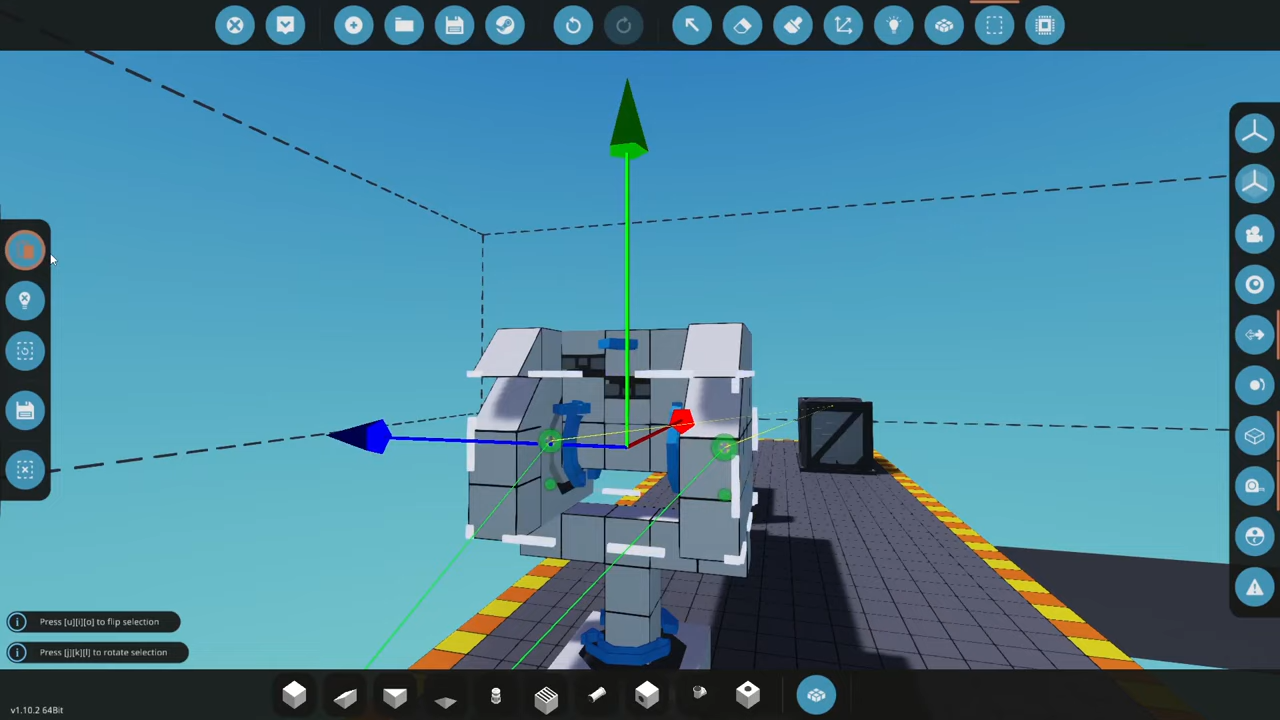 Press [u][i][o] to flip selection
Press [j][k][l] to rotate selection
v1.10.2 64Bit